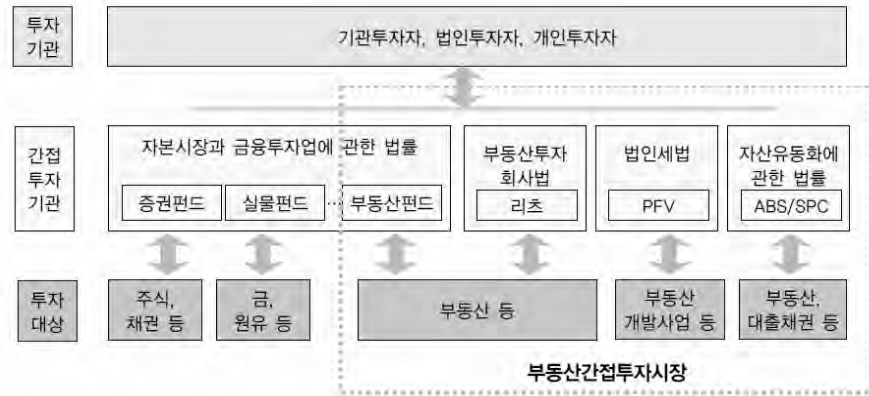 투자
기관
기관투자자, 법인투자자, 개인투자자
간접
투자
기관
자본시장과 금융투자업에 관한 법률
증권펀드
실물펀드
…
부동산펀드
부동산투자
회사법
리츠
법인세법
PFV
자산유동화에
관한 법률
ABS/SPC
투자
대상
주식,
채권 등
금,
원유 등
부동산 등
부동산
개발사업 등
부동산,
대출채권 등
부동산간접투자시장